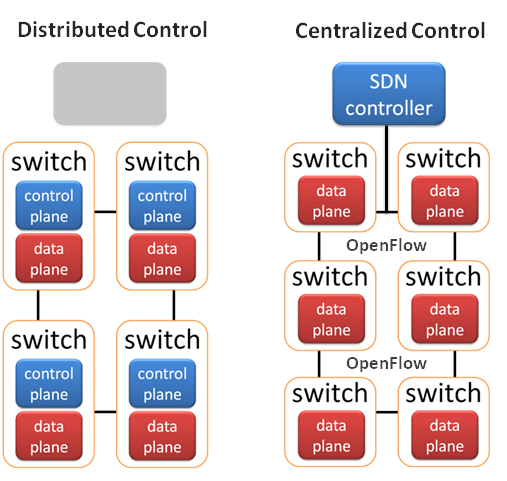 Distributed Control
switch
control
plane
data
plane
switch
control
plane
data
plane
switch
control
plane
data
plane
switch
control
plane
data
plane
Centralized Control
SDN
controller
switch
data
plane
switch
data
plane
OpenFlow
switch
data
plane
switch
data
plane
OpenFlow
switch
data
plane
switch
data
plane